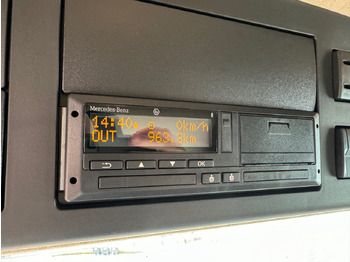 Mercedes-Benz
14:40 0km/h
OUT 963.3km
OK